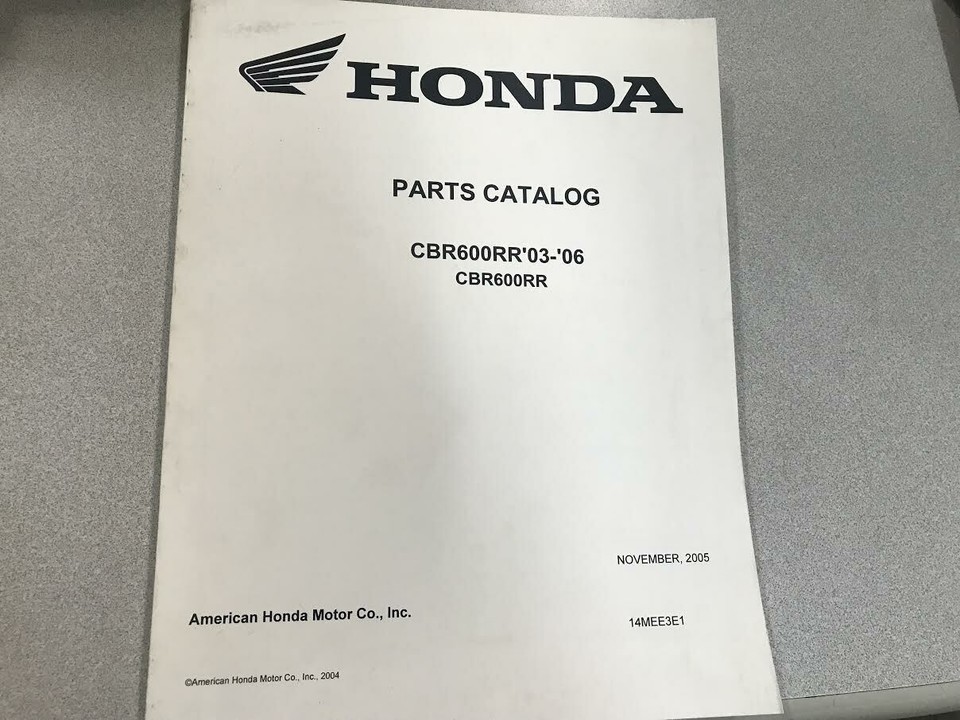 HONDA
PARTS CATALOG
CBR600RR'03-'06
CBR600RR
NOVEMBER, 2005
American Honda Motor Co., Inc.
14MEE3E1
©American Honda Motor Co., Inc., 2004